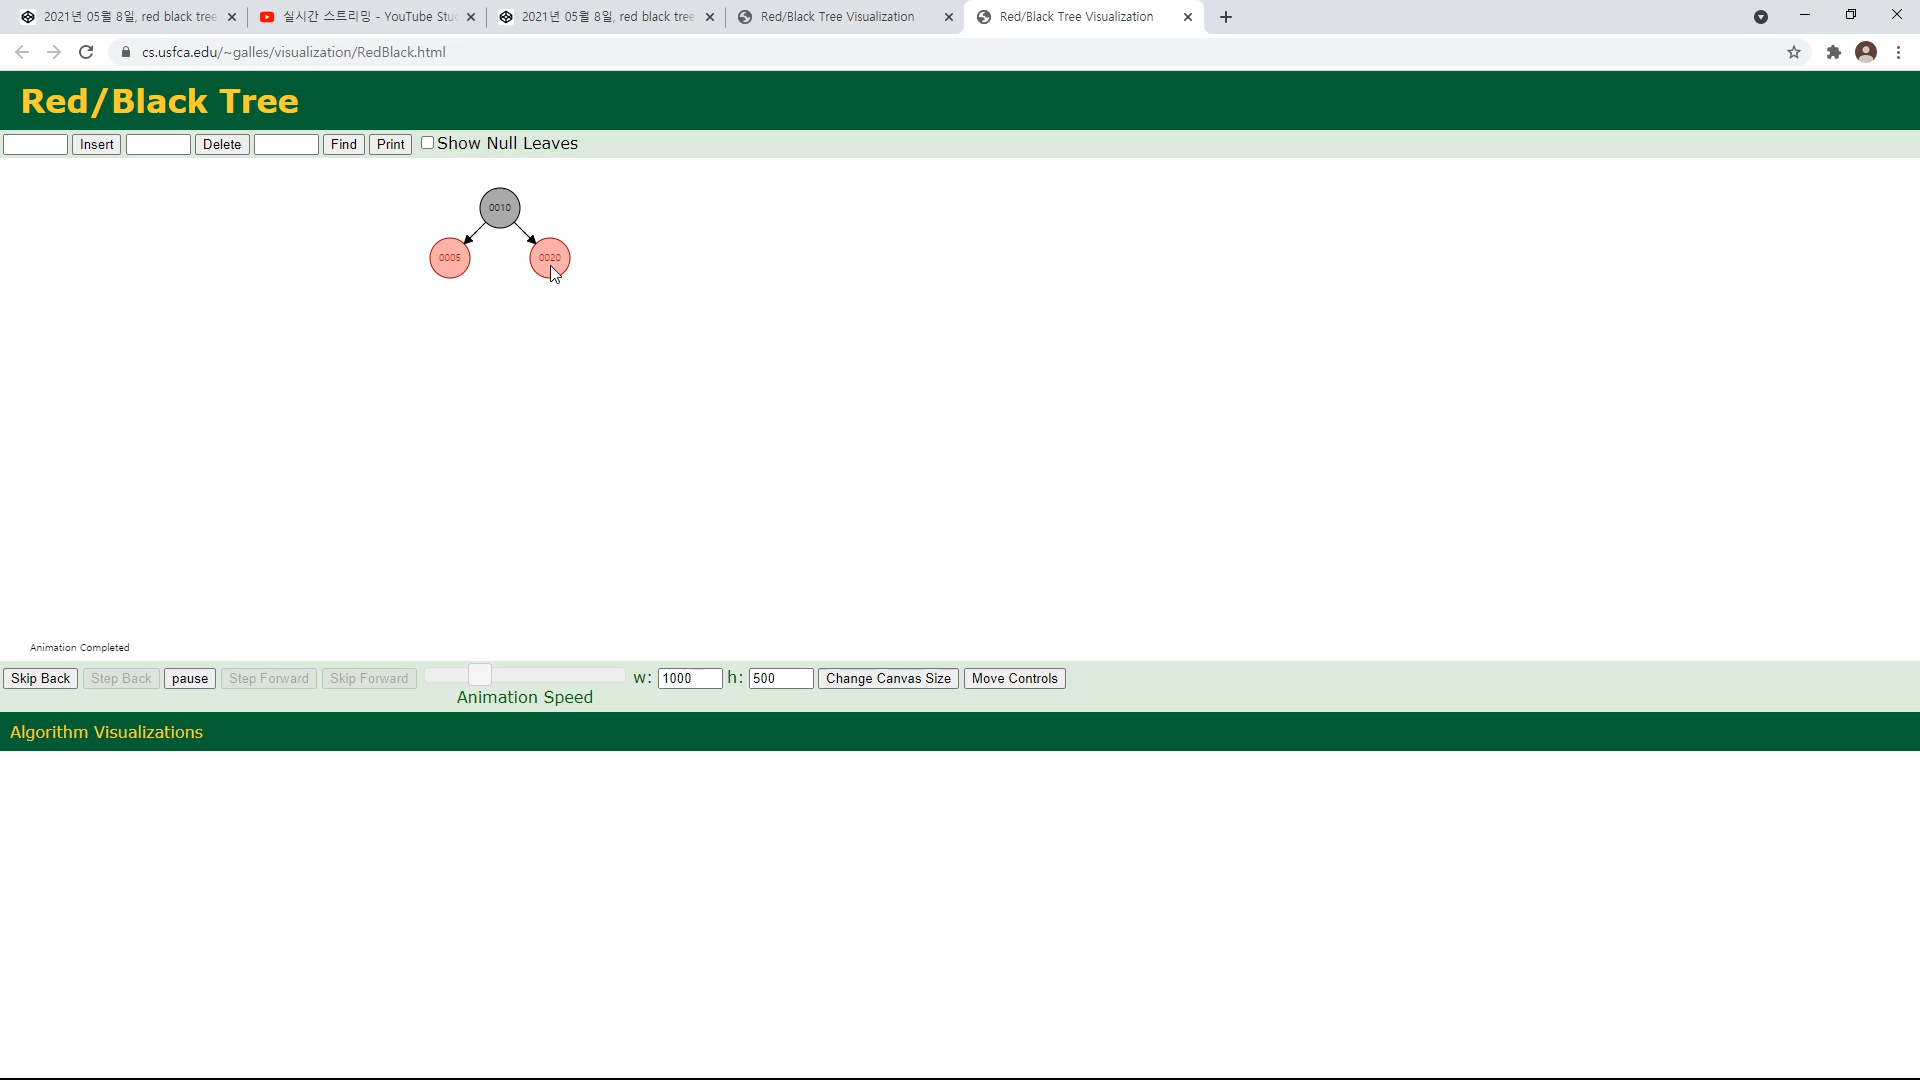 2021년 05월 8일, red black tree
실시간 스트리밍 - YouTube Stu
2021년 05월 8일, red black tree
Red/Black Tree Visualization
Red/Black Tree Visualization
cs.usfca.edu/~galles/visualization/RedBlack.html
Red/Black Tree
Insert Delete Find Print Show Null Leaves
0010
0005 0020
Animation Completed
Skip Back Step Back pause Step Forward Skip Forward w: 1000 h: 500 Change Canvas Size Move Controls
Animation Speed
Algorithm Visualizations